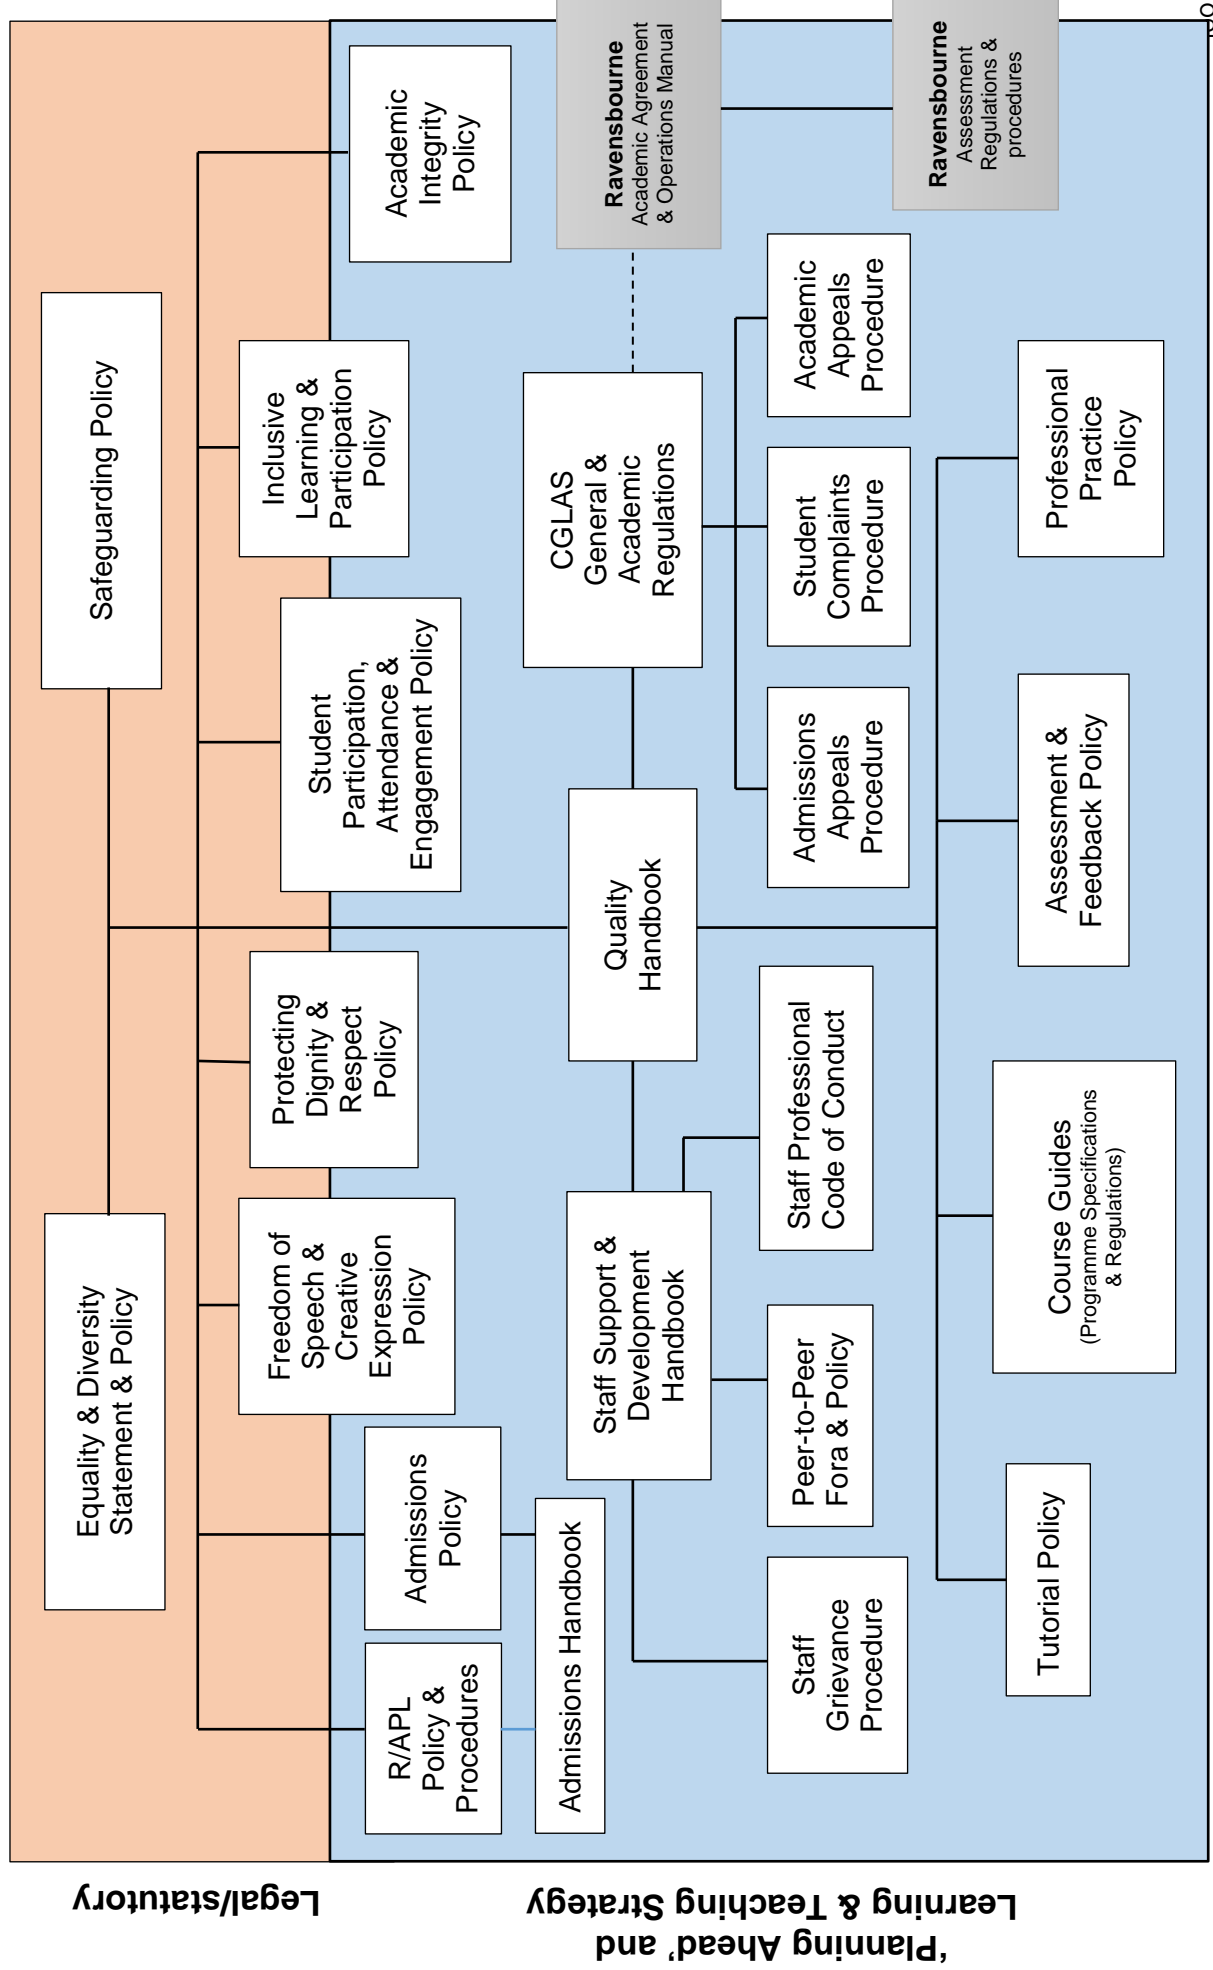 Legal/statutory
Equality & Diversity
Statement & Policy
Safeguarding Policy
R/APL
Policy &
Procedures
Admissions
Policy
Admissions Handbook
Freedom of
Speech &
Creative
Expression
Policy
Protecting
Dignity &
Respect
Policy
Student
Participation,
Attendance &
Engagement Policy
Inclusive
Learning &
Participation
Policy
Academic
Integrity
Policy
'Planning Ahead' and
Learning & Teaching Strategy
Staff Support &
Development
Handbook
Quality
Handbook
CGLAS
General &
Academic
Regulations
Ravensbourne
Academic Agreement
& Operations Manual
Staff
Grievance
Procedure
Peer-to-Peer
Fora & Policy
Staff Professional
Code of Conduct
Admissions
Appeals
Procedure
Student
Complaints
Procedure
Academic
Appeals
Procedure
Ravensbourne
Assessment
Regulations &
procedures
Tutorial Policy
Course Guides
(Programme Specifications
& Regulations)
Assessment &
Feedback Policy
Professional
Practice
Policy